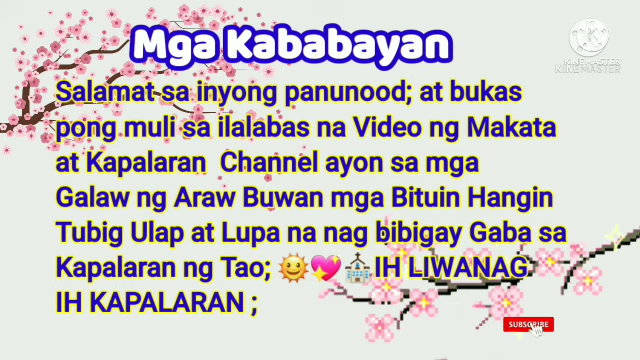 Mga Kababayan
Salamat sa inyong panunood; at bukas
pong muli sa ilalabas na Video ng Makata
at Kapalaran Channel ayon sa mga
Galaw ng Araw Buwan mga Bituin Hangin
Tubig Ulap at Lupa na nag bibigay Gaba sa
Kapalaran ng Tao; 🌞💖⛪IH LIWANAG
IH KAPALARAN ;
KINEMASTER
KINEMASTER
SUBSCRIBE